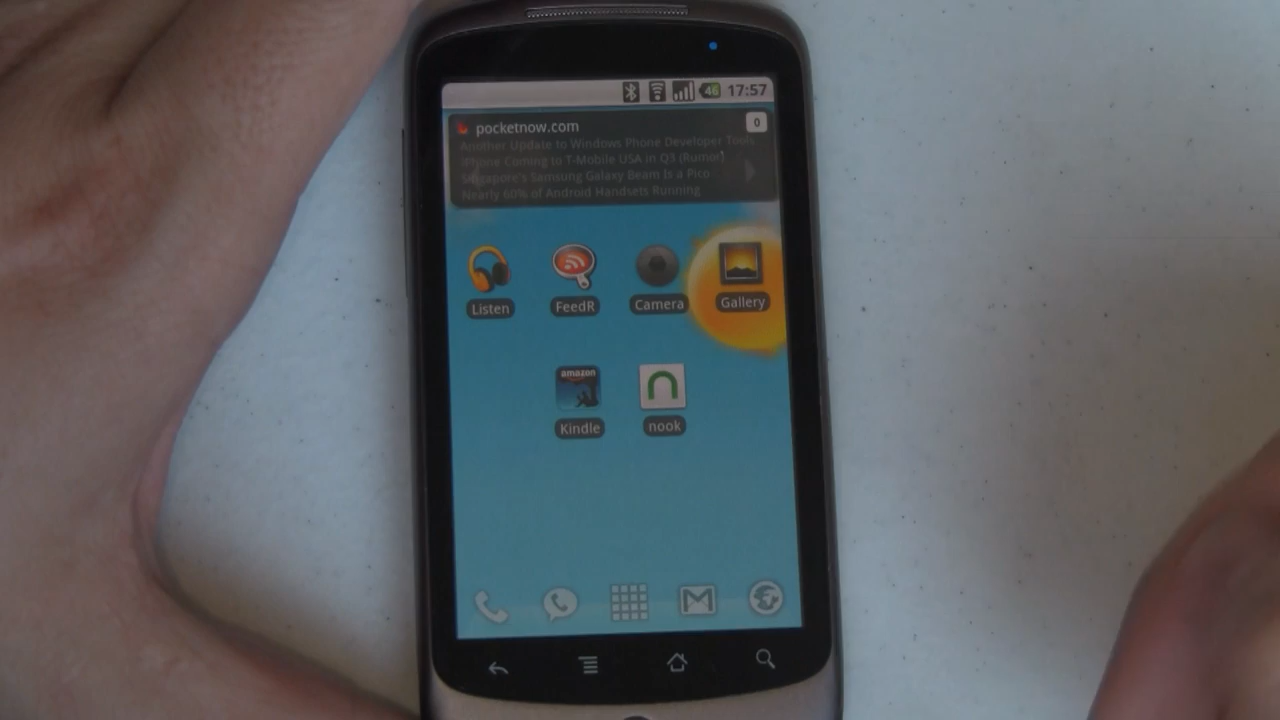 46 17:57
pocketnow.com 0
Another Update to Windows Phone Developer Tools
iPhone Coming to T-Mobile USA in Q3 (Rumor)
Singapore's Samsung Galaxy Beam Is a Pico
Nearly 60% of Android Handsets Running
Listen FeedR Camera Gallery
amazon
Kindle nook